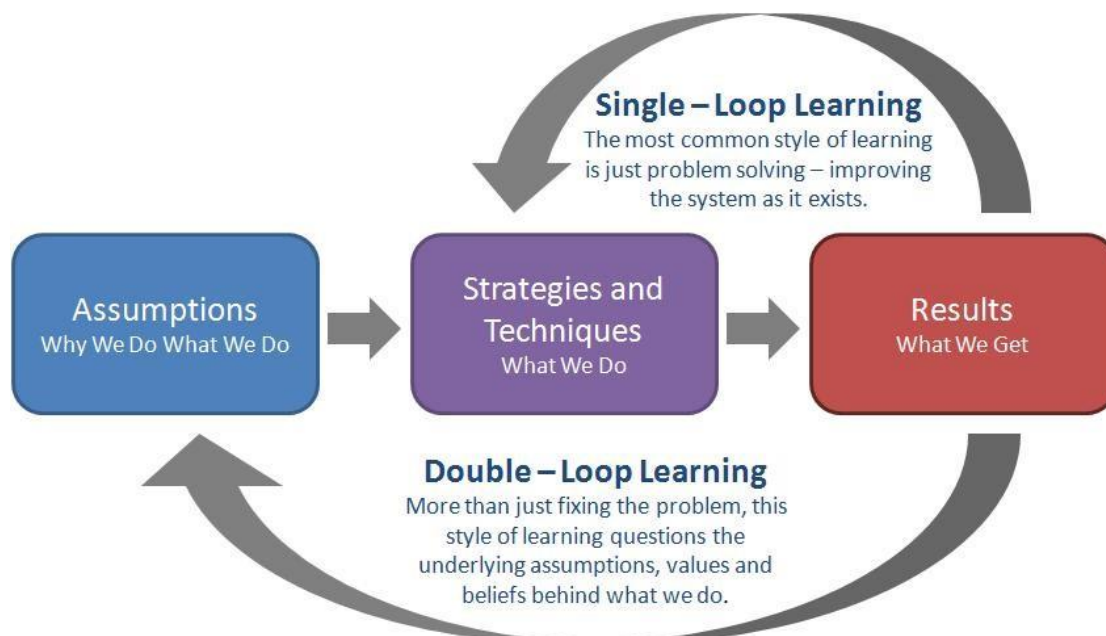 Single – Loop Learning
The most common style of learning
is just problem solving – improving
the system as it exists.
Assumptions
Why We Do What We Do
Strategies and
Techniques
What We Do
Results
What We Get
Double – Loop Learning
More than just fixing the problem, this
style of learning questions the
underlying assumptions, values and
beliefs behind what we do.